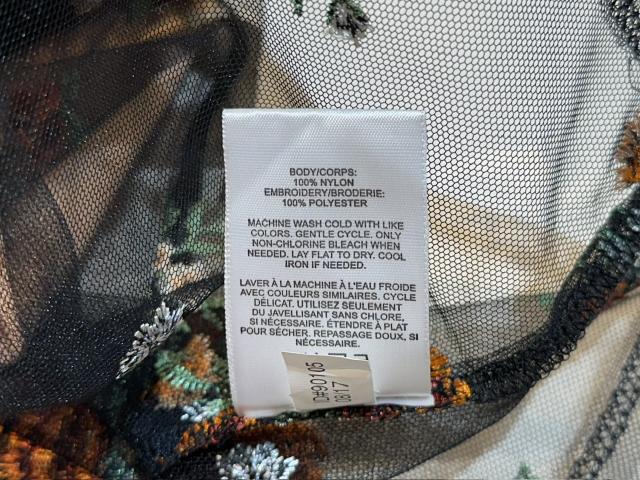 BODY/CORPS:
100% NYLON
EMBROIDERY/BRODERIE:
100% POLYESTER
MACHINE WASH COLD WITH LIKE
COLORS. GENTLE CYCLE. ONLY
NON-CHLORINE BLEACH WHEN
NEEDED. LAY FLAT TO DRY. COOL
IRON IF NEEDED.
LAVER À LA MACHINE À L'EAU FROIDE
AVEC COULEURS SIMILAIRES. CYCLE
DÉLICAT. UTILISEZ SEULEMENT
DU JAVELLISANT SANS CHLORE,
SI NÉCESSAIRE. ÉTENDRE À PLAT
POUR SÉCHER. REPASSAGE DOUX, SI
NÉCESSAIRE.
08/17